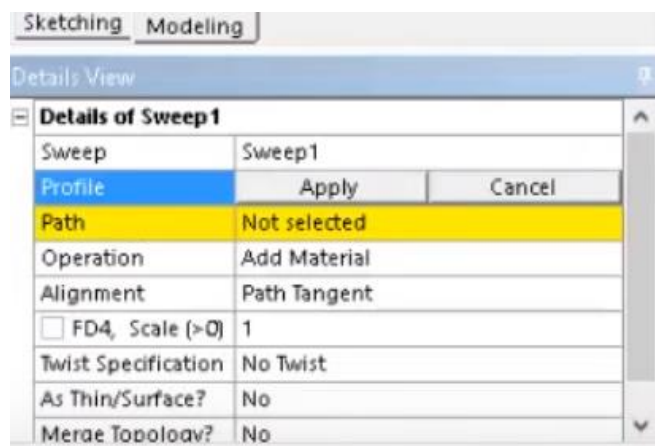 Sketching Modeling
Details View
Details of Sweep1
Sweep Sweep1
Profile Apply Cancel
Path Not selected
Operation Add Material
Alignment Path Tangent
FD4, Scale (>0) 1
Twist Specification No Twist
As Thin/Surface? No
Merge Topology? No